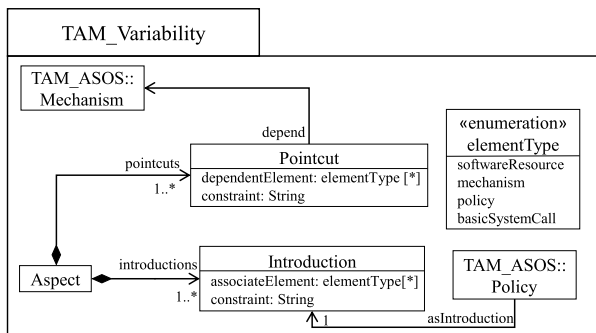 TAM_Variability
TAM_ASOS::
Mechanism
depend
«enumeration»
elementType
softwareResource
mechanism
policy
basicSystemCall
pointcuts
1..*
Pointcut
dependentElement: elementType [*]
constraint: String
Aspect
introductions
1..*
Introduction
associateElement: elementType[*]
constraint: String
TAM_ASOS::
Policy
1
asIntroduction